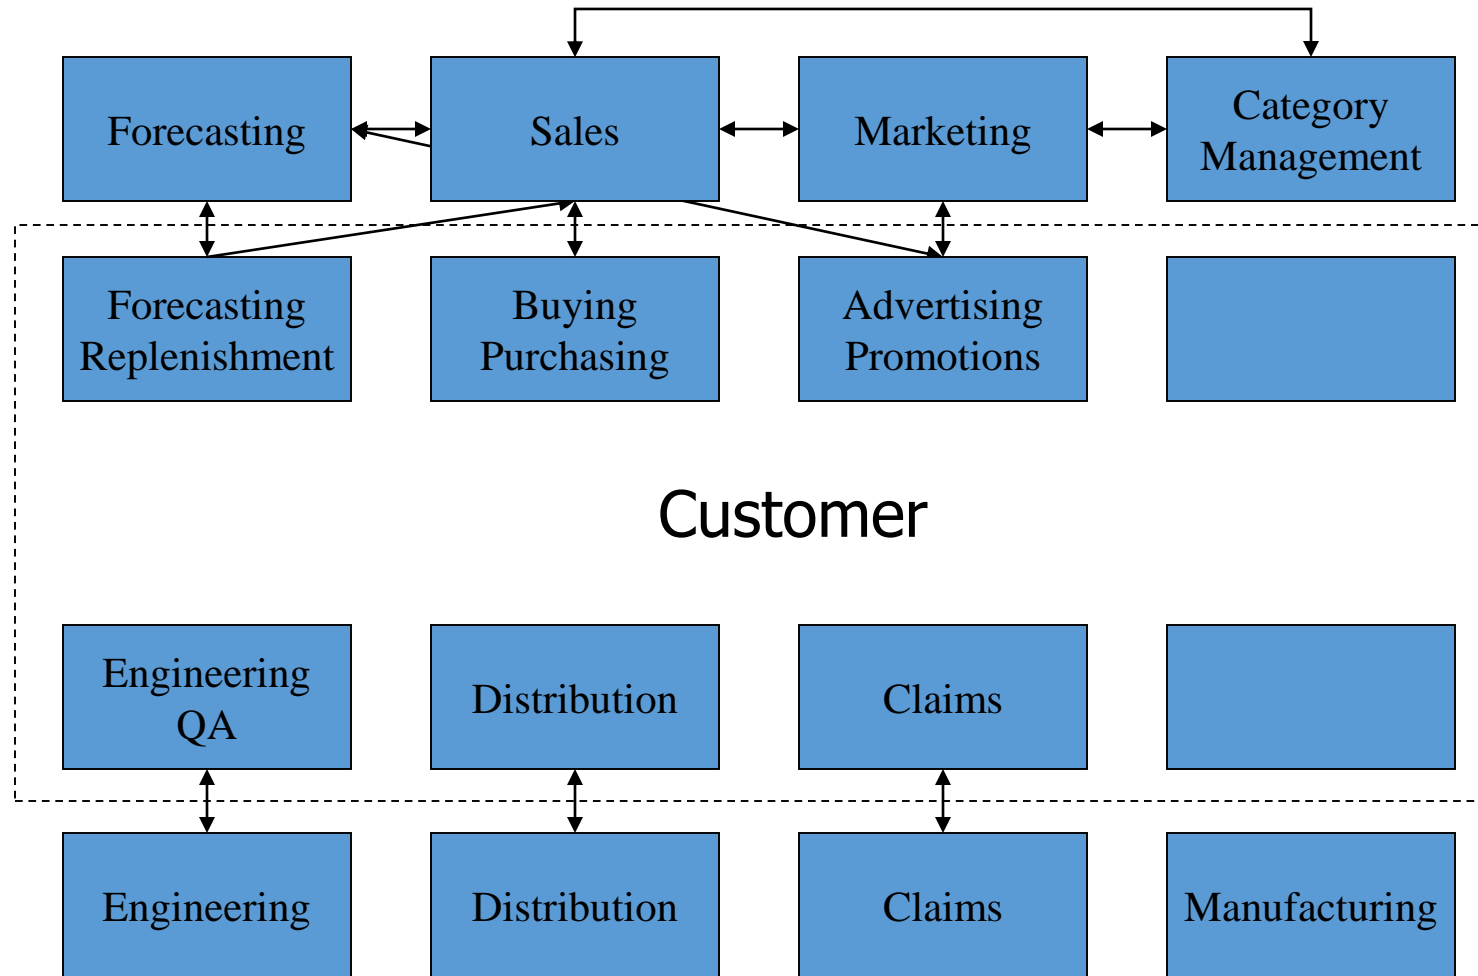 Forecasting
Sales
Marketing
Category
Management
Forecasting
Replenishment
Buying
Purchasing
Advertising
Promotions
Customer
Engineering
QA
Distribution
Claims
Engineering
Distribution
Claims
Manufacturing